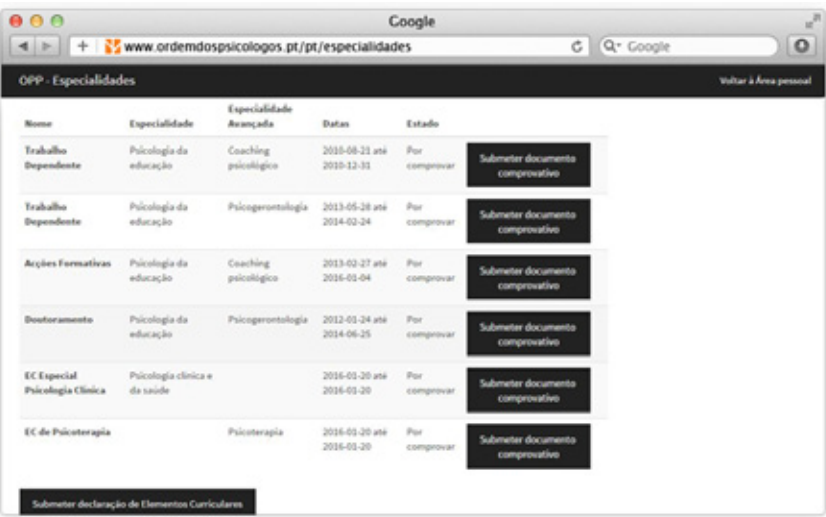 Google
www.ordemdospsicologos.pt/pt/especialidades
Google
OPP - Especialidades
Voltar à Área pessoal
Nome Especialidade Especialidade Avançada Datas Estado
Trabalho Dependente Psicologia da educação Coaching psicológico 2010-08-21 até 2010-12-31 Por comprovar Submeter documento comprovativo
Trabalho Dependente Psicologia da educação Psicogerontologia 2013-05-28 até 2014-02-24 Por comprovar Submeter documento comprovativo
Acções Formativas Psicologia da educação Coaching psicológico 2013-02-27 até 2016-01-04 Por comprovar Submeter documento comprovativo
Doutoramento Psicologia da educação Psicogerontologia 2012-01-24 até 2014-06-25 Por comprovar Submeter documento comprovativo
EC Especial Psicologia Clínica Psicologia clínica e da saúde 2016-01-20 até 2016-01-20 Por comprovar Submeter documento comprovativo
EC de Psicoterapia Psicoterapia 2016-01-20 até 2016-01-20 Por comprovar Submeter documento comprovativo
Submeter declaração de Elementos Curriculares